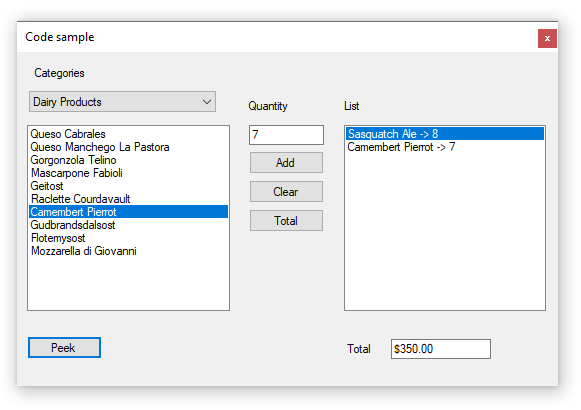 Code sample
x
Categories
Dairy Products
Quantity
List
Queso Cabrales
Queso Manchego La Pastora
Gorgonzola Telino
Mascarpone Fabioli
Geitost
Raclette Courdavault
Camembert Pierrot
Gudbrandsdalsost
Flotemysost
Mozzarella di Giovanni
7
Add
Clear
Total
Sasquatch Ale -> 8
Camembert Pierrot -> 7
Peek
Total
$350.00